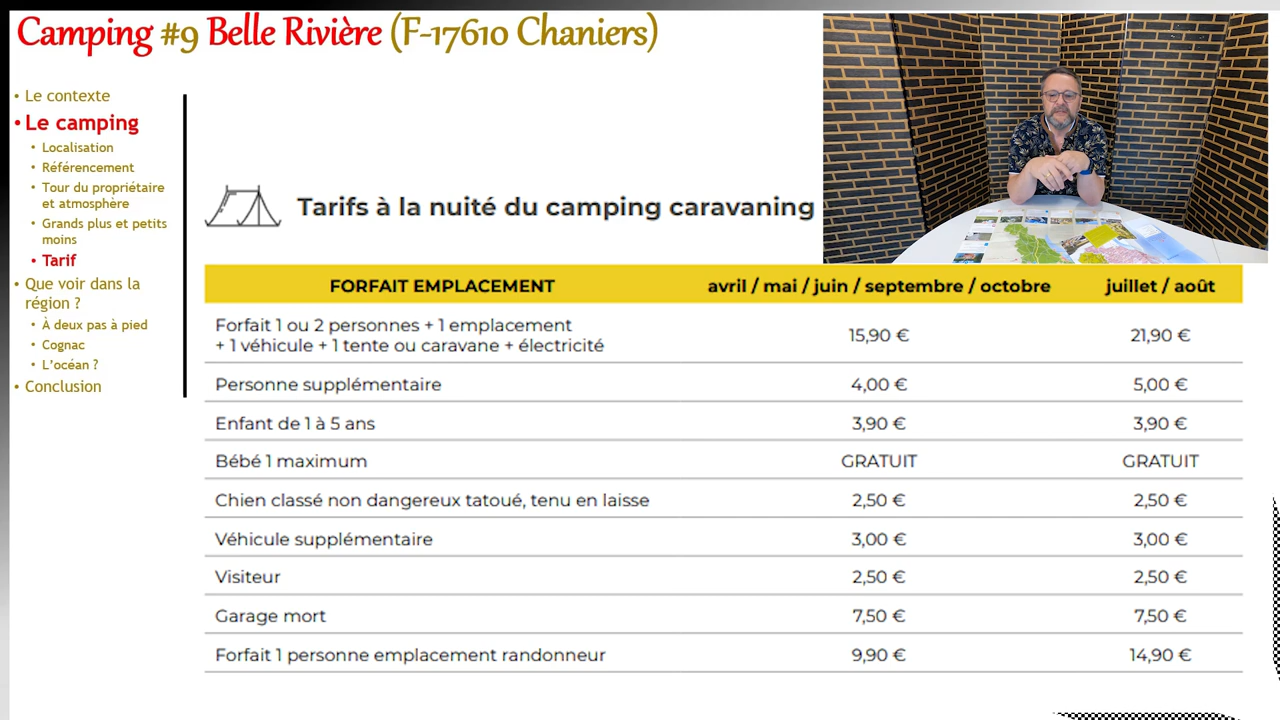 Camping #9 Belle Rivière (F-17610 Chaniers)
• Le contexte
• Le camping
• Localisation
• Référencement
• Tour du propriétaire
et atmosphère
• Grands plus et petits
moins
• Tarif
• Que voir dans la
région ?
• À deux pas à pied
• Cognac
• L'océan ?
• Conclusion
Tarifs à la nuité du camping caravaning
FORFAIT EMPLACEMENT avril / mai / juin / septembre / octobre juillet / août
Forfait 1 ou 2 personnes + 1 emplacement
+ 1 véhicule + 1 tente ou caravane + électricité 15,90 € 21,90 €
Personne supplémentaire 4,00 € 5,00 €
Enfant de 1 à 5 ans 3,90 € 3,90 €
Bébé 1 maximum GRATUIT GRATUIT
Chien classé non dangereux tatoué, tenu en laisse 2,50 € 2,50 €
Véhicule supplémentaire 3,00 € 3,00 €
Visiteur 2,50 € 2,50 €
Garage mort 7,50 € 7,50 €
Forfait 1 personne emplacement randonneur 9,90 € 14,90 €